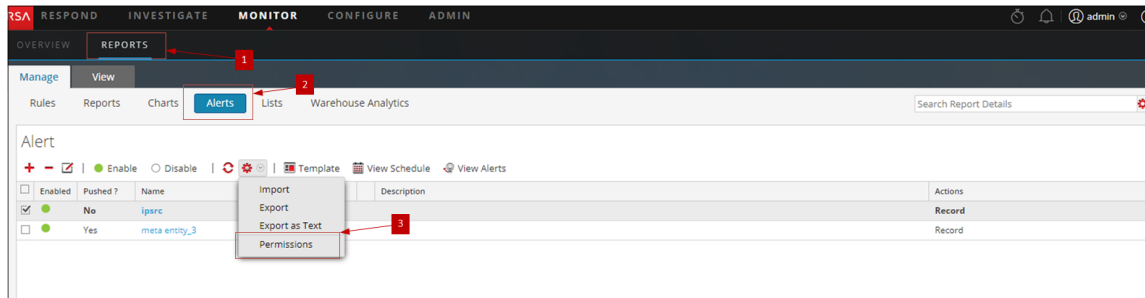 RSA RESPOND INVESTIGATE MONITOR CONFIGURE ADMIN admin
OVERVIEW REPORTS
1
Manage View
2
Rules Reports Charts Alerts Lists Warehouse Analytics Search Report Details
Alert
Enable Disable Template View Schedule View Alerts
Enabled Pushed ? Name Description Actions
Import
No ipsrc Record
Export
Export as Text 3
Yes meta entity_3 Record
Permissions